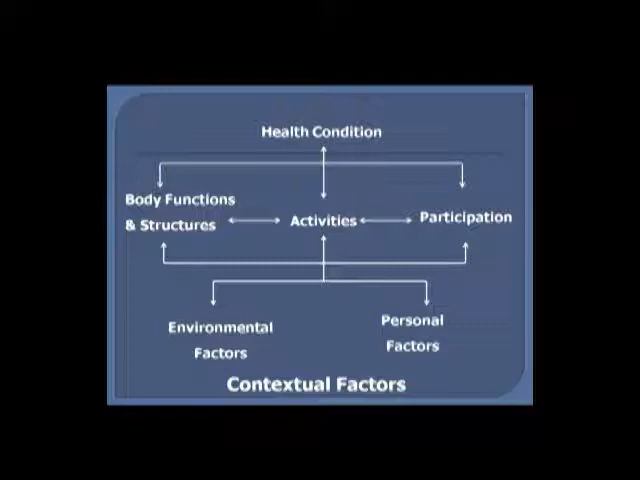 Health Condition
Body Functions
& Structures
Activities
Participation
Environmental
Factors
Personal
Factors
Contextual Factors